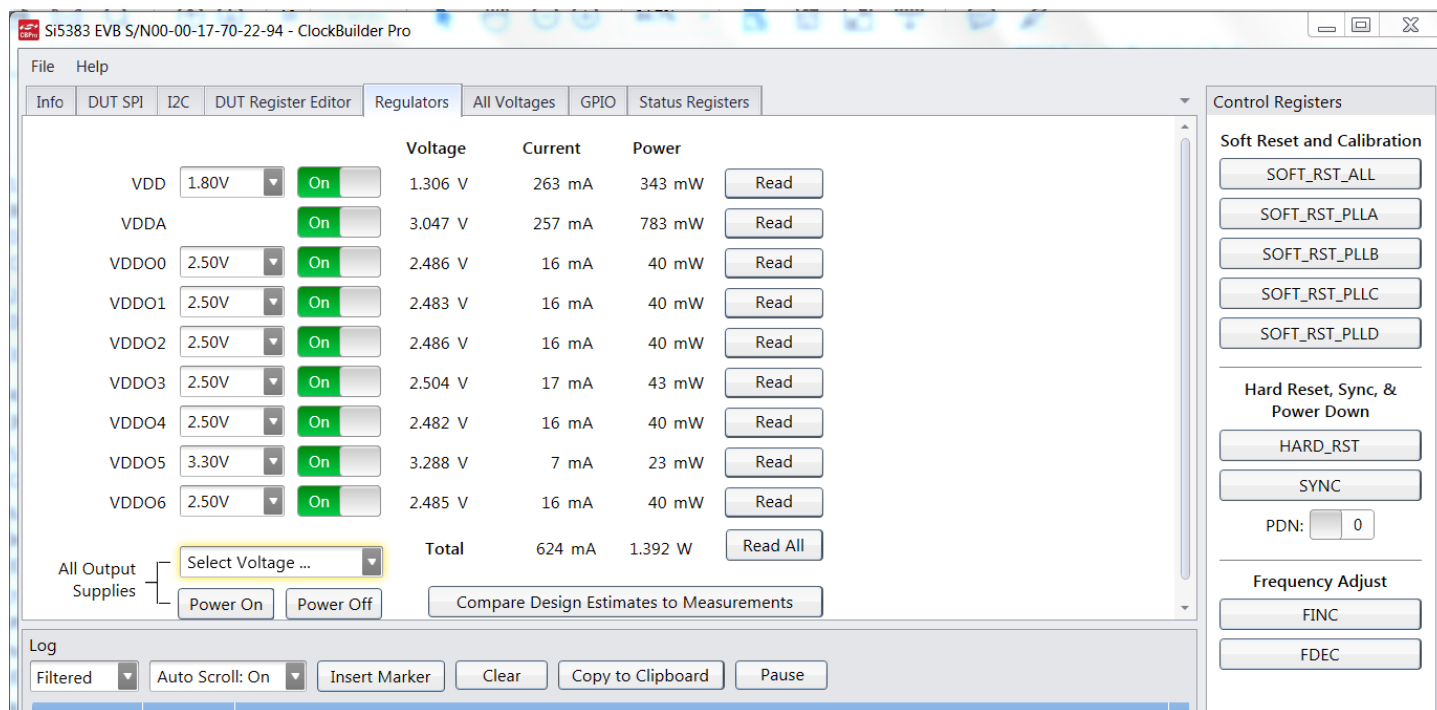 Si5383 EVB S/N00-00-17-70-22-94 - ClockBuilder Pro
File Help
Info DUT SPI I2C DUT Register Editor Regulators All Voltages GPIO Status Registers
Voltage Current Power
VDD 1.80V On 1.306 V 263 mA 343 mW Read
VDDA On 3.047 V 257 mA 783 mW Read
VDDO0 2.50V On 2.486 V 16 mA 40 mW Read
VDDO1 2.50V On 2.483 V 16 mA 40 mW Read
VDDO2 2.50V On 2.486 V 16 mA 40 mW Read
VDDO3 2.50V On 2.504 V 17 mA 43 mW Read
VDDO4 2.50V On 2.482 V 16 mA 40 mW Read
VDDO5 3.30V On 3.288 V 7 mA 23 mW Read
VDDO6 2.50V On 2.485 V 16 mA 40 mW Read
Total 624 mA 1.392 W Read All
All Output
Supplies
Select Voltage ...
Power On Power Off
Compare Design Estimates to Measurements
Log
Filtered Auto Scroll: On Insert Marker Clear Copy to Clipboard Pause
Control Registers
Soft Reset and Calibration
SOFT_RST_ALL
SOFT_RST_PLLA
SOFT_RST_PLLB
SOFT_RST_PLLC
SOFT_RST_PLLD
Hard Reset, Sync, &
Power Down
HARD_RST
SYNC
PDN: 0
Frequency Adjust
FINC
FDEC